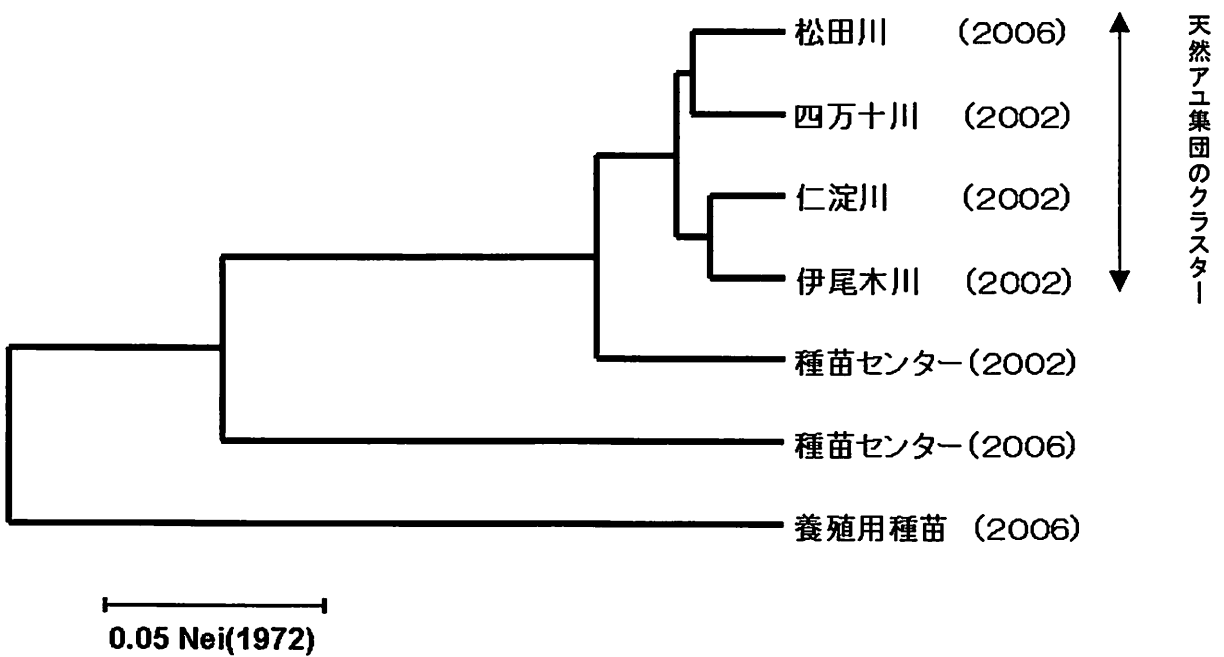 松田川 (2006)
四万十川 (2002)
仁淀川 (2002)
伊尾木川 (2002)
種苗センター(2002)
種苗センター(2006)
養殖用種苗 (2006)
天然アユ集団のクラスター
0.05 Nei(1972)